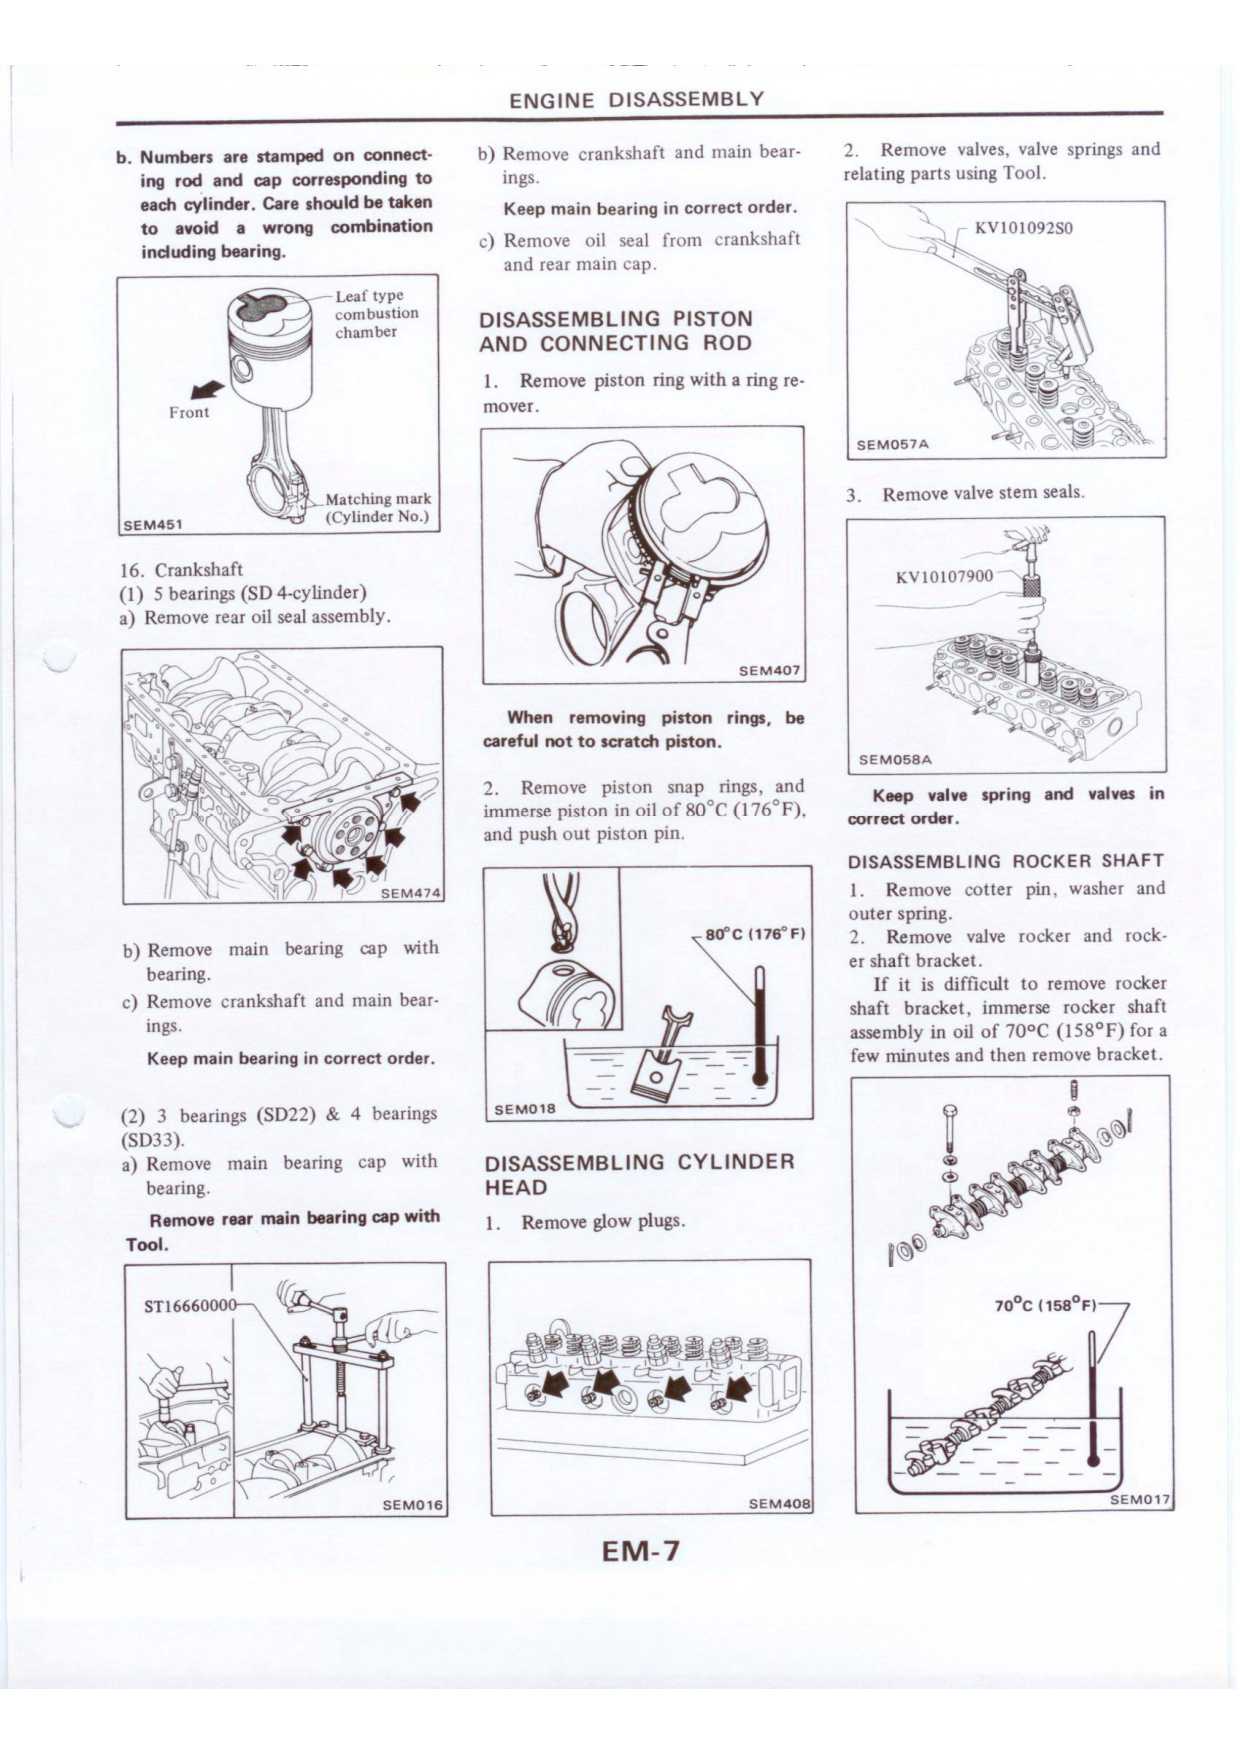 ENGINE DISASSEMBLY
b. Numbers are stamped on connect-
ing rod and cap corresponding to
each cylinder. Care should be taken
to avoid a wrong combination
including bearing.
Leaf type
combustion
chamber
Front
Matching mark
(Cylinder No.)
SEM451
16. Crankshaft
(1) 5 bearings (SD 4-cylinder)
a) Remove rear oil seal assembly.
SEM474
b) Remove main bearing cap with
bearing.
c) Remove crankshaft and main bear-
ings.
Keep main bearing in correct order.
(2) 3 bearings (SD22) & 4 bearings
(SD33).
a) Remove main bearing cap with
bearing.
Remove rear main bearing cap with
Tool.
ST16660000
SEM016
b) Remove crankshaft and main bear-
ings.
Keep main bearing in correct order.
c) Remove oil seal from crankshaft
and rear main cap.
DISASSEMBLING PISTON
AND CONNECTING ROD
1. Remove piston ring with a ring re-
mover.
SEM407
When removing piston rings, be
careful not to scratch piston.
2. Remove piston snap rings, and
immerse piston in oil of 80°C (176°F),
and push out piston pin.
80°C (176°F)
SEM018
DISASSEMBLING CYLINDER
HEAD
1. Remove glow plugs.
SEM408
2. Remove valves, valve springs and
relating parts using Tool.
KV101092S0
SEM057A
3. Remove valve stem seals.
KV10107900
SEM058A
Keep valve spring and valves in
correct order.
DISASSEMBLING ROCKER SHAFT
1. Remove cotter pin, washer and
outer spring.
2. Remove valve rocker and rock-
er shaft bracket.
If it is difficult to remove rocker
shaft bracket, immerse rocker shaft
assembly in oil of 70°C (158°F) for a
few minutes and then remove bracket.
70°C (158°F)
SEM017
EM-7